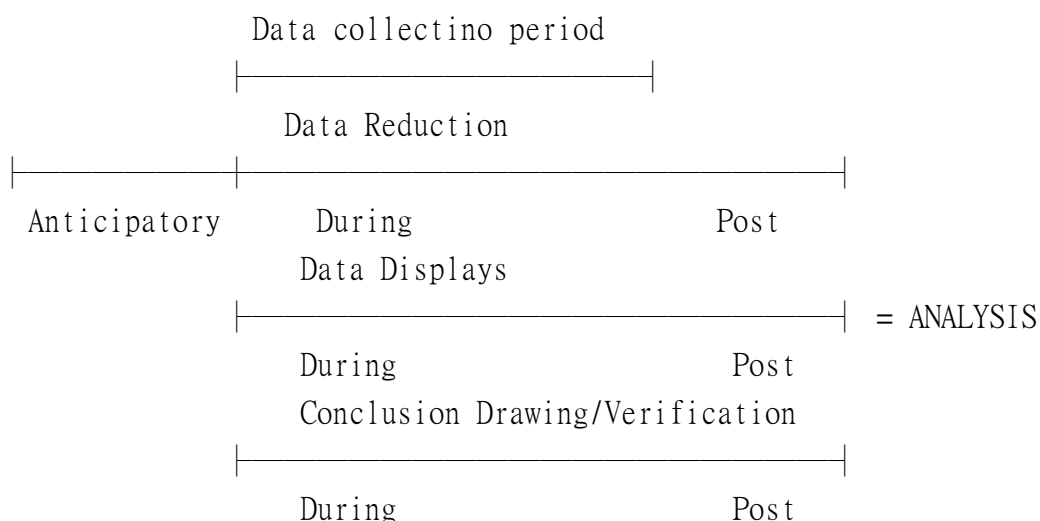 Data collectino period
Data Reduction
Anticipatory During Post
Data Displays
= ANALYSIS
During Post
Conclusion Drawing/Verification
During Post